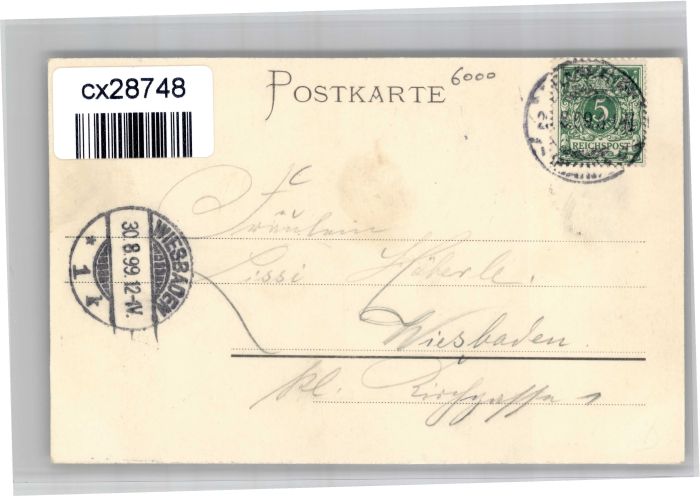 cx28748
POSTKARTE
6000
5
REICHSPOST
Fräulein
Lissi Häberle.
Wiesbaden.
Kl. Kirchgasse 1
WIESBADEN
30.8.99.12-1V.
* 1 k